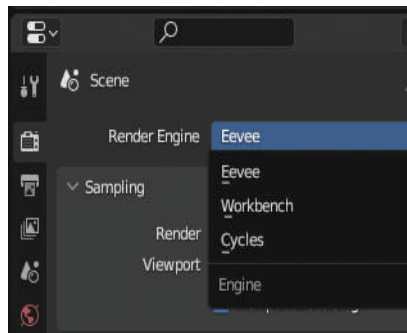 Scene
Render Engine Eevee
Eevee
Sampling
Workbench
Render
Cycles
Viewport
Engine